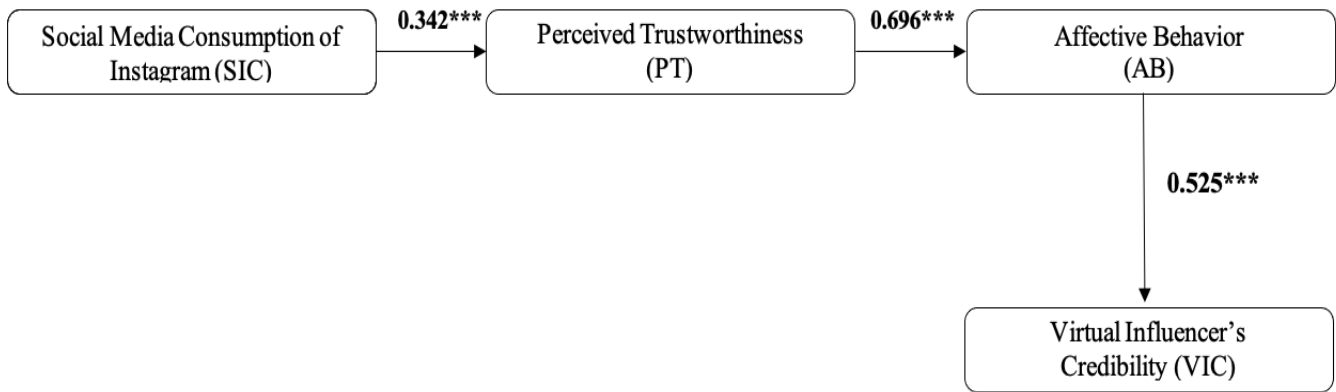 0.342***
0.696***
Social Media Consumption of
Instagram (SIC)
Perceived Trustworthiness
(PT)
Affective Behavior
(AB)
0.525***
Virtual Influencer’s
Credibility (VIC)